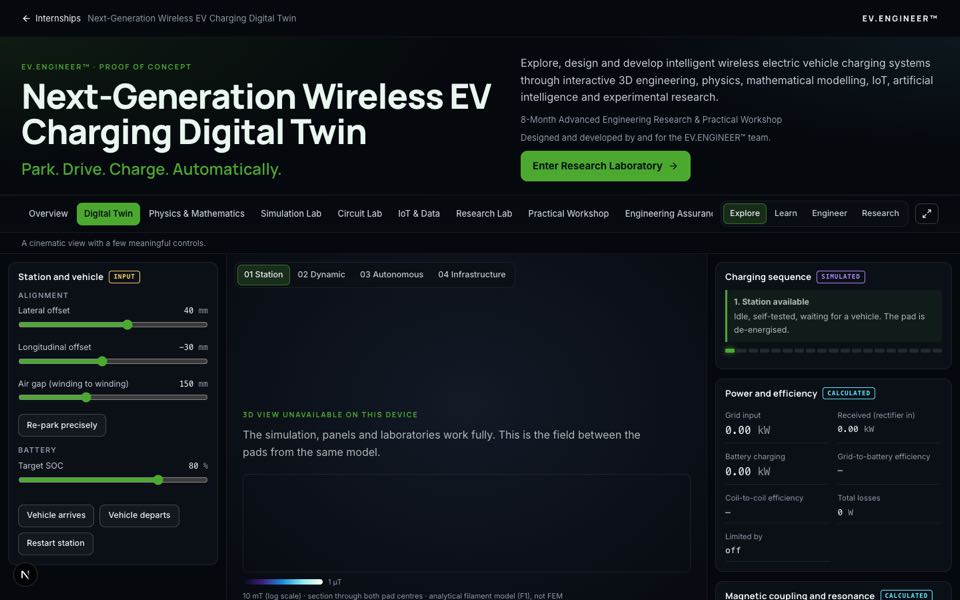 ← Internships Next-Generation Wireless EV Charging Digital Twin
EV.ENGINEER™
EV.ENGINEER™ · PROOF OF CONCEPT
Next-Generation Wireless EV
Charging Digital Twin
Park. Drive. Charge. Automatically.
Explore, design and develop intelligent wireless electric vehicle charging systems
through interactive 3D engineering, physics, mathematical modelling, IoT, artificial
intelligence and experimental research.
8-Month Advanced Engineering Research & Practical Workshop
Designed and developed by and for the EV.ENGINEER™ team.
Enter Research Laboratory →
Overview Digital Twin Physics & Mathematics Simulation Lab Circuit Lab IoT & Data Research Lab Practical Workshop Engineering Assuranc
Explore Learn Engineer Research
A cinematic view with a few meaningful controls.
Station and vehicle INPUT
ALIGNMENT
Lateral offset 40 mm
Longitudinal offset −30 mm
Air gap (winding to winding) 150 mm
Re-park precisely
BATTERY
Target SOC 80 %
Vehicle arrives Vehicle departs
Restart station
N
01 Station 02 Dynamic 03 Autonomous 04 Infrastructure
3D VIEW UNAVAILABLE ON THIS DEVICE
The simulation, panels and laboratories work fully. This is the field between the
pads from the same model.
1 µT
10 mT (log scale) · section through both pad centres · analytical filament model (F1), not FEM
Charging sequence SIMULATED
1. Station available
Idle, self-tested, waiting for a vehicle. The pad is
de-energised.
Power and efficiency CALCULATED
Grid input Received (rectifier in)
0.00 kW 0.00 kW
Battery charging Grid-to-battery efficiency
0.00 kW –
Coil-to-coil efficiency Total losses
– 0 W
Limited by
off
Magnetic coupling and resonance CALCULATED